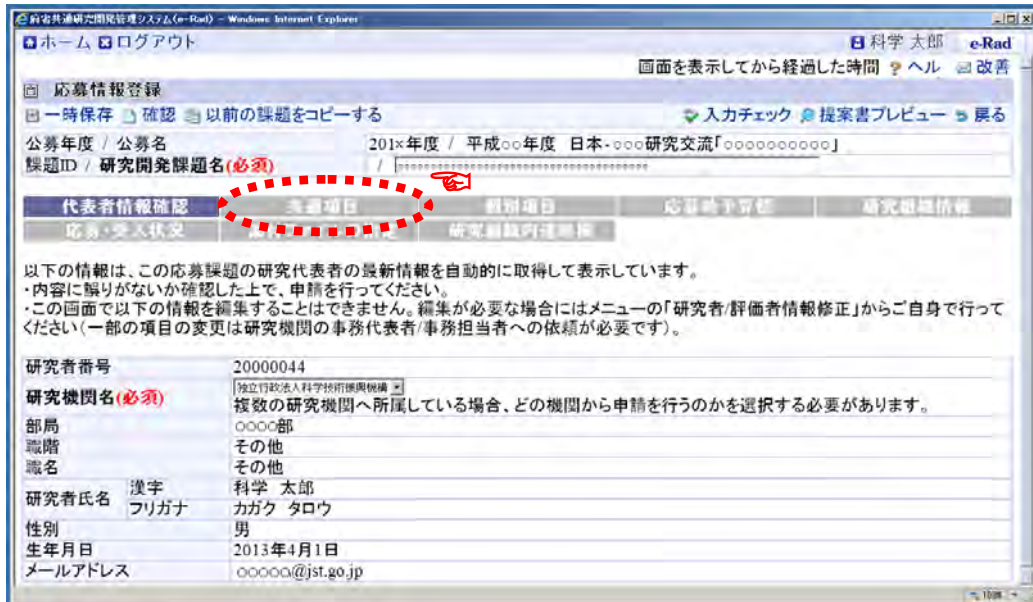 府省共通研究開発管理システム(e-Rad) - Windows Internet Explorer
ホーム ログアウト 科学 太郎 e-Rad
画面を表示してから経過した時間 ヘル 改善
応募情報登録
一時保存 確認 以前の課題をコピーする 入力チェック 提案書プレビュー 戻る
公募年度 / 公募名 201×年度 / 平成○○年度 日本-○○○研究交流「○○○○○○○○○○」
課題ID / 研究開発課題名(必須) /
代表者情報確認 共通項目 個別項目 応募時予算額 研究組織情報
応募・受入状況
以下の情報は、この応募課題の研究代表者の最新情報を自動的に取得して表示しています。
・内容に誤りがないか確認した上で、申請を行ってください。
・この画面で以下の情報を編集することはできません。編集が必要な場合にはメニューの「研究者/評価者情報修正」からご自身で行って
ください(一部の項目の変更は研究機関の事務代表者/事務担当者への依頼が必要です)。
研究者番号 20000044
研究機関名(必須) 独立行政法人科学技術振興機構
複数の研究機関へ所属している場合、どの機関から申請を行うのかを選択する必要があります。
部局 ○○○○部
職階 その他
職名 その他
研究者氏名 漢字 科学 太郎
フリガナ カガク タロウ
性別 男
生年月日 2013年4月1日
メールアドレス ○○○○○@jst.go.jp